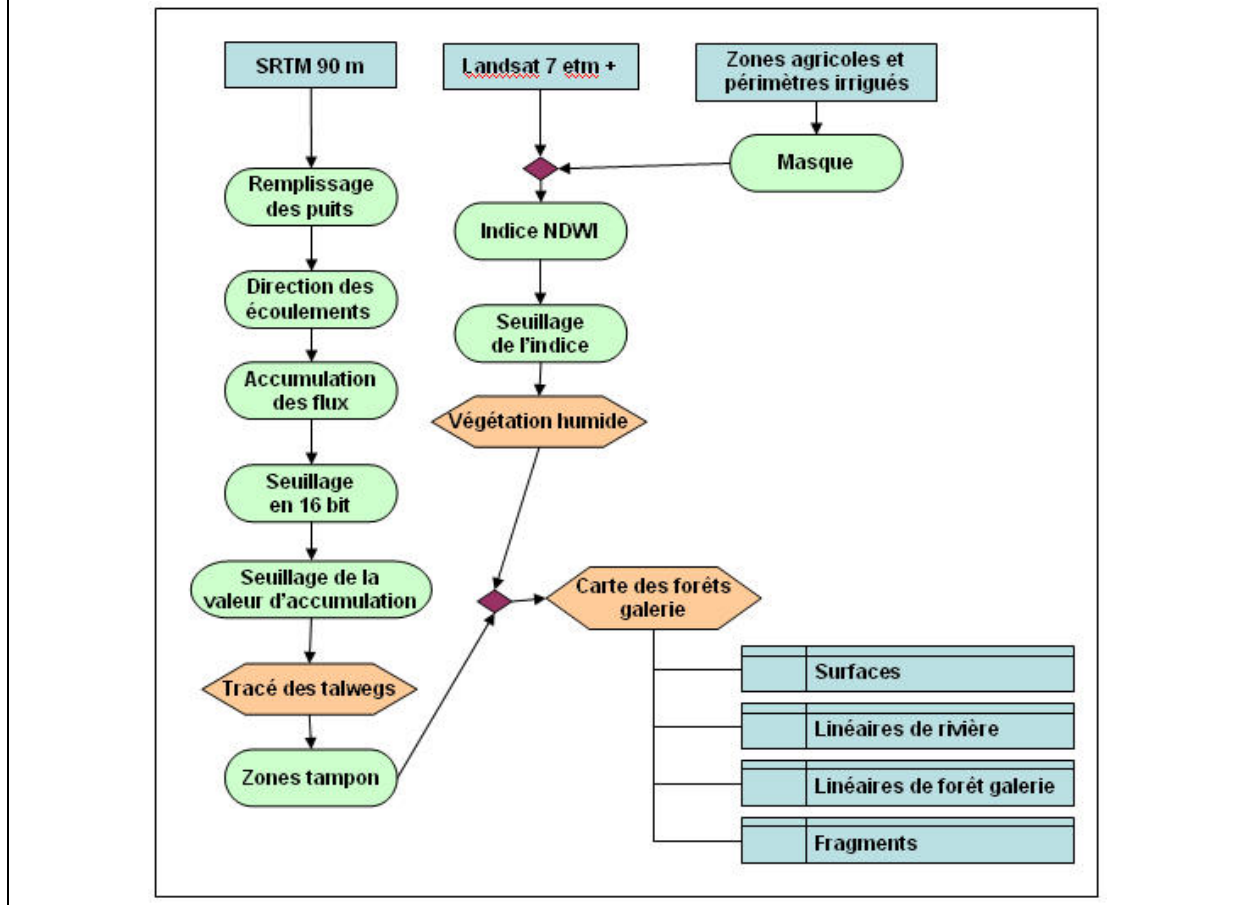 SRTM 90 m
Landsat 7 etm +
Zones agricoles et
périmètres irrigués
Masque
Remplissage
des puits
Indice NDWI
Direction des
écoulements
Seuillage
de l'indice
Accumulation
des flux
Végétation humide
Seuillage
en 16 bit
Seuillage de la
valeur d'accumulation
Carte des forêts
galerie
Tracé des talwegs
Zones tampon
Surfaces
Linéaires de rivière
Linéaires de forêt galerie
Fragments